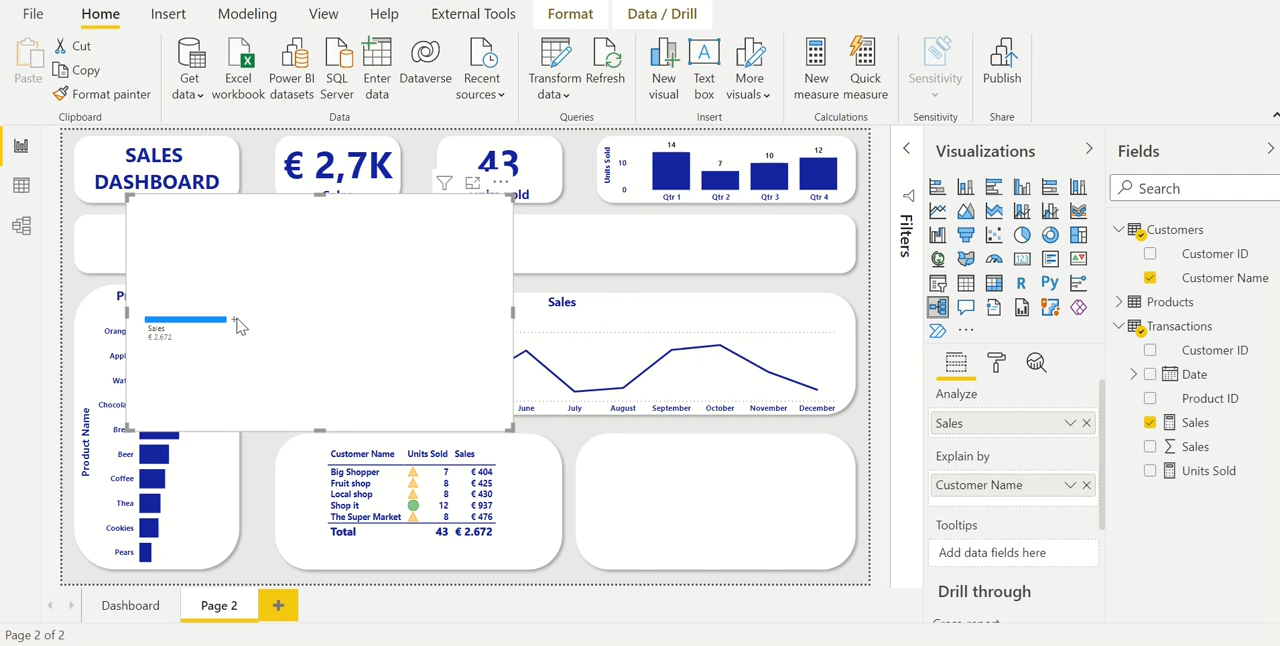 File Home Insert Modeling View Help External Tools Format Data / Drill
Paste
Cut
Copy
Format painter
Clipboard
Get data
Excel workbook
Power BI datasets
SQL Server
Enter data
Dataverse
Recent sources
Data
Transform data
Refresh
Queries
New visual
Text box
More visuals
Insert
New measure
Quick measure
Calculations
Sensitivity
Sensitivity
Publish
Share
SALES
DASHBOARD
€ 2,7K
43
Units Sold
10
0
14
7
10
12
Qtr 1 Qtr 2 Qtr 3 Qtr 4
Sales
€ 2.672
Sales
June July August September October November December
Product Name
Beer
Coffee
Thea
Cookies
Pears
Customer Name Units Sold Sales
Big Shopper 7 € 404
Fruit shop 8 € 425
Local shop 8 € 430
Shop it 12 € 937
The Super Market 8 € 476
Total 43 € 2.672
Filters
Visualizations
R
Py
123
Analyze
Sales
Explain by
Customer Name
Tooltips
Add data fields here
Drill through
Fields
Search
Customers
Customer ID
Customer Name
Products
Transactions
Customer ID
Date
Product ID
Sales
Sales
Units Sold
Dashboard Page 2
Page 2 of 2